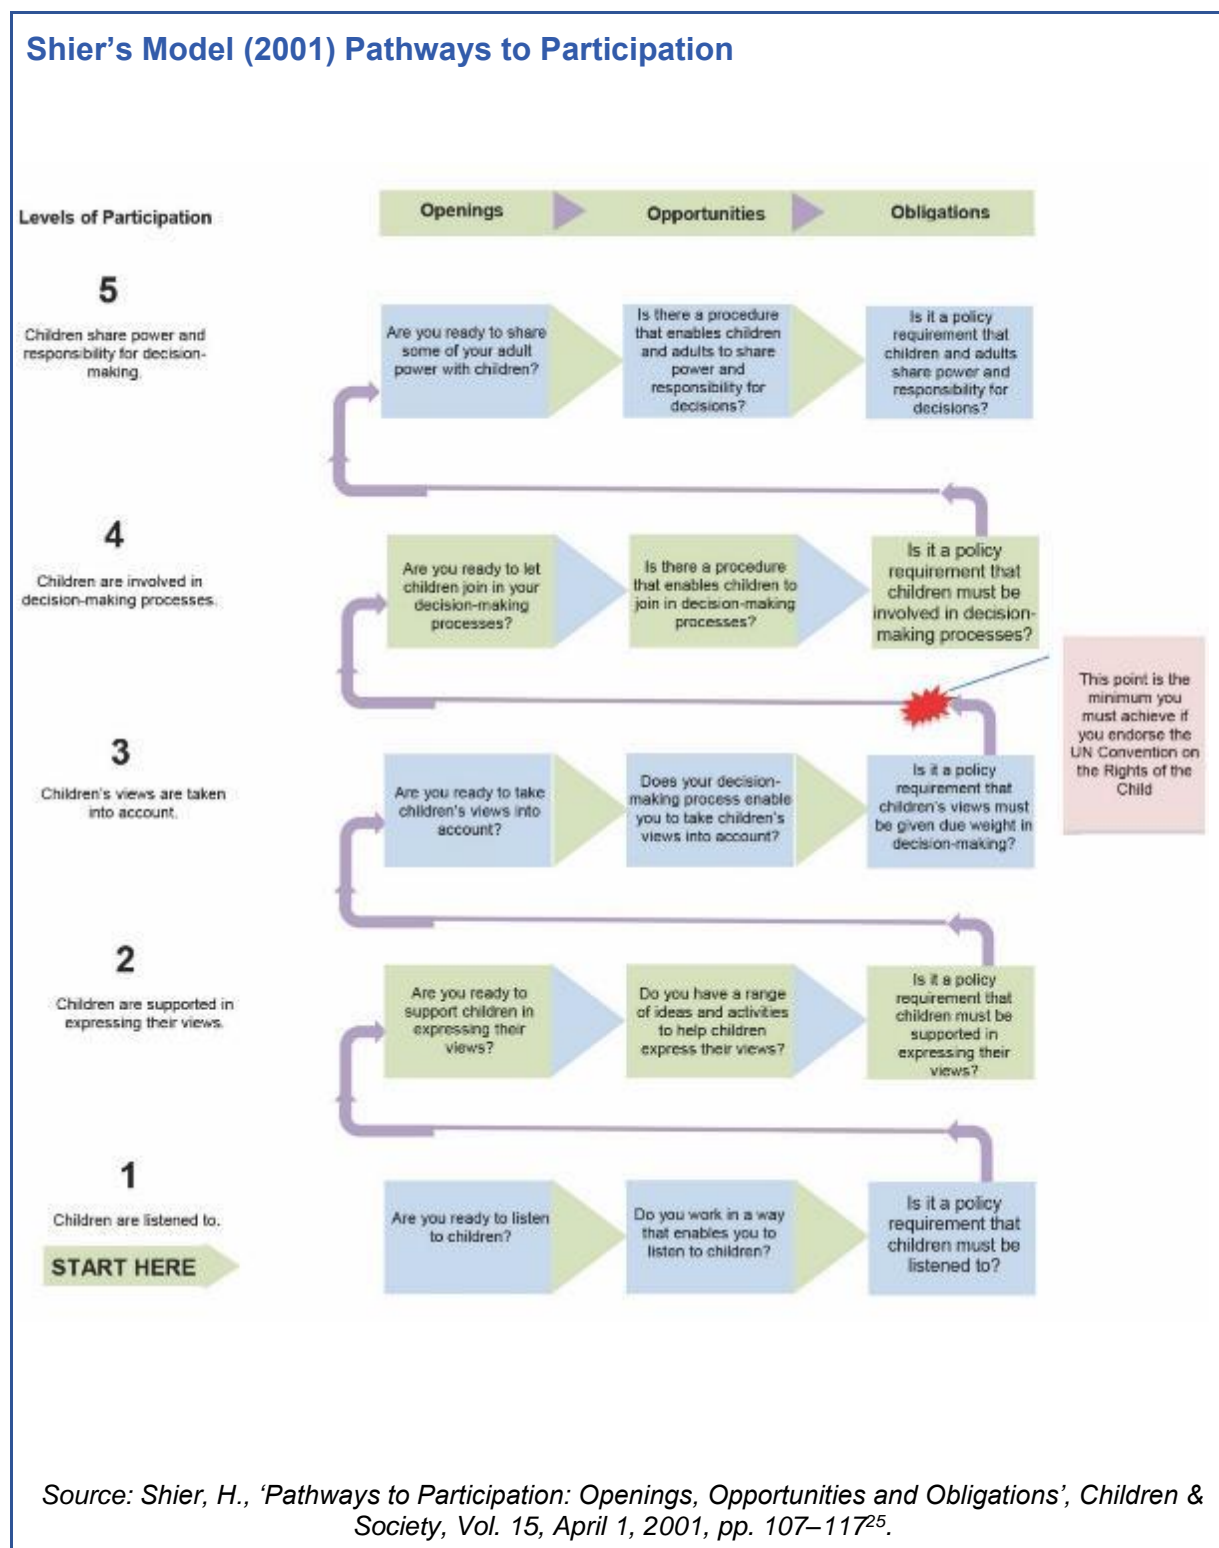 Shier’s Model (2001) Pathways to Participation
Levels of Participation
Openings
Opportunities
Obligations
5
Children share power and
responsibility for decision-
making.
Are you ready to share
some of your adult
power with children?
Is there a procedure
that enables children
and adults to share
power and
responsibility for
decisions?
Is it a policy
requirement that
children and adults
share power and
responsibility for
decisions?
4
Children are involved in
decision-making processes.
Are you ready to let
children join in your
decision-making
processes?
Is there a procedure
that enables children to
join in decision-making
processes?
Is it a policy
requirement that
children must be
involved in decision-
making processes?
This point is the
minimum you
must achieve if
you endorse the
UN Convention on
the Rights of the
Child
3
Children's views are taken
into account.
Are you ready to take
children's views into
account?
Does your decision-
making process enable
you to take children's
views into account?
Is it a policy
requirement that
children's views must
be given due weight in
decision-making?
2
Children are supported in
expressing their views.
Are you ready to
support children in
expressing their
views?
Do you have a range
of ideas and activities
to help children
express their views?
Is it a policy
requirement that
children must be
supported in
expressing their
views?
1
Children are listened to.
START HERE
Are you ready to listen
to children?
Do you work in a way
that enables you to
listen to children?
Is it a policy
requirement that
children must be
listened to?
Source: Shier, H., ‘Pathways to Participation: Openings, Opportunities and Obligations’, Children &
Society, Vol. 15, April 1, 2001, pp. 107–117²⁵.